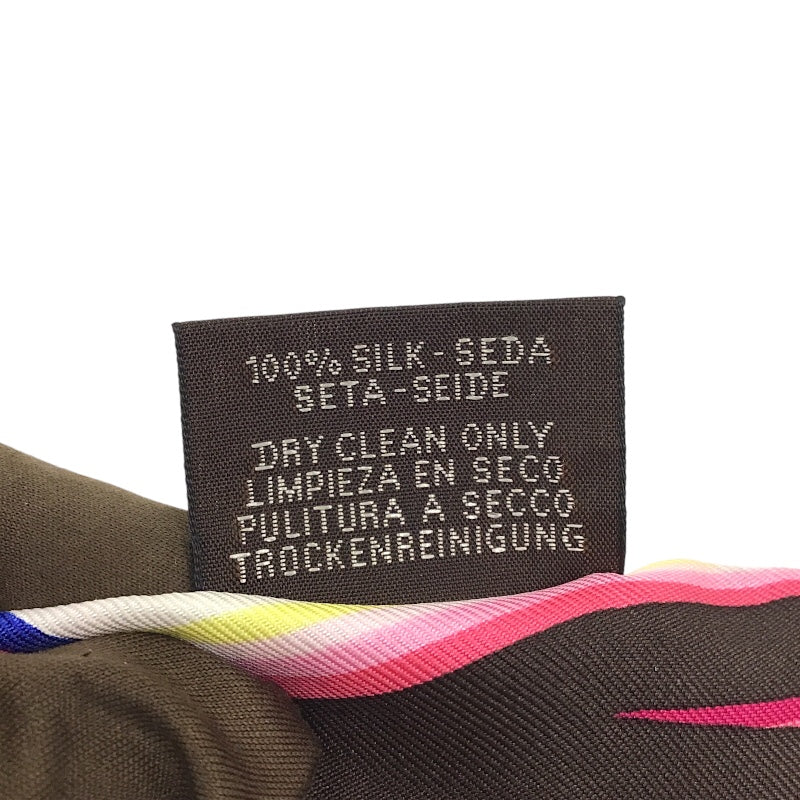 100% SILK-SEDA
SETA-SEIDE
DRY CLEAN ONLY
LIMPIEZA EN SECO
PULITURA A SECCO
TROCKENREINIGUNG